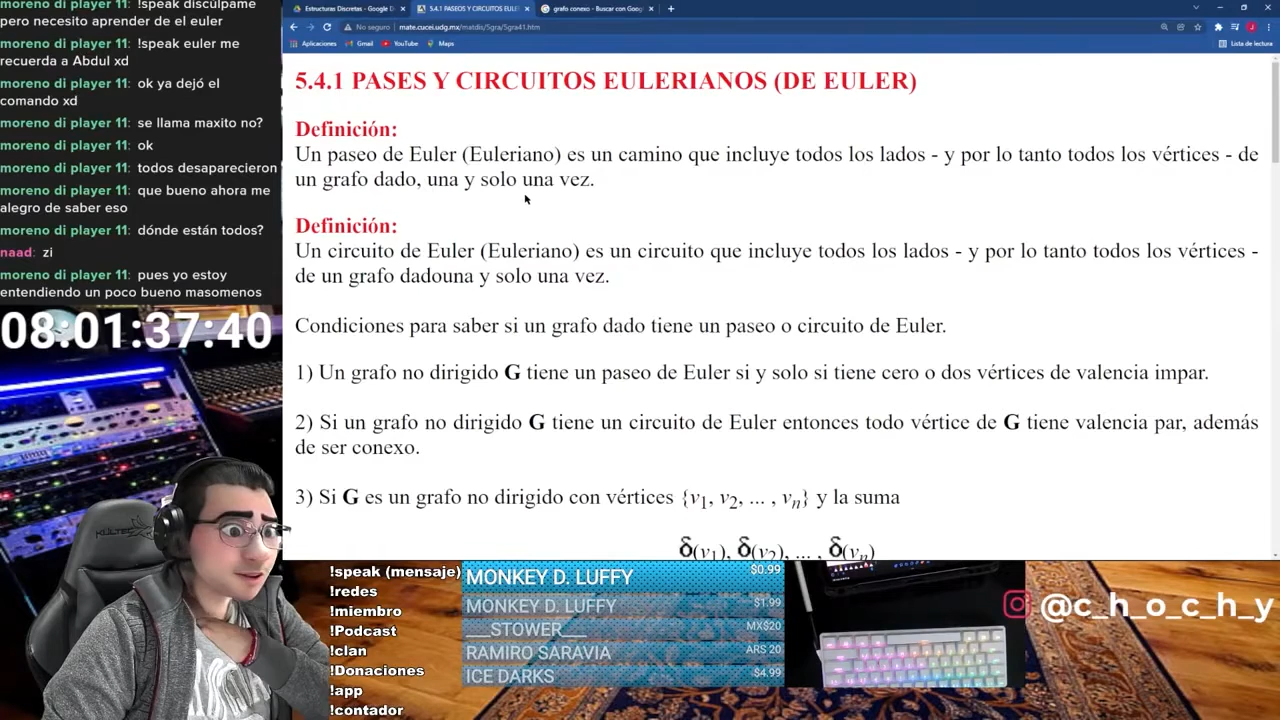 moreno di player 11: !speak discúlpame
pero necesito aprender de el euler
moreno di player 11: !speak euler me
recuerda a Abdul xd
moreno di player 11: ok ya dejó el
comando xd
moreno di player 11: se llama maxito no?
moreno di player 11: ok
moreno di player 11: todos desaparecieron
moreno di player 11: que bueno ahora me
alegro de saber eso
moreno di player 11: dónde están todos?
naad: zi
moreno di player 11: pues yo estoy
entendiendo un poco bueno masomenos
08:01:37:40
Estructuras Discretas - Google D
5.4.1 PASEOS Y CIRCUITOS EULER
grafo conexo - Buscar con Goog
No seguro
mate.cucei.udg.mx/matdis/5gra/5gra41.htm
Aplicaciones
Gmail
YouTube
Maps
Lista de lectura
5.4.1 PASES Y CIRCUITOS EULERIANOS (DE EULER)
Definición:
Un paseo de Euler (Euleriano) es un camino que incluye todos los lados - y por lo tanto todos los vértices - de
un grafo dado, una y solo una vez.
Definición:
Un circuito de Euler (Euleriano) es un circuito que incluye todos los lados - y por lo tanto todos los vértices -
de un grafo dadouna y solo una vez.
Condiciones para saber si un grafo dado tiene un paseo o circuito de Euler.
1) Un grafo no dirigido G tiene un paseo de Euler si y solo si tiene cero o dos vértices de valencia impar.
2) Si un grafo no dirigido G tiene un circuito de Euler entonces todo vértice de G tiene valencia par, además
de ser conexo.
3) Si G es un grafo no dirigido con vértices {v1, v2, ... , vn} y la suma
δ(v1), δ(v2), ... , δ(vn)
!speak (mensaje)
!redes
!miembro
!Podcast
!clan
!Donaciones
!app
!contador
MONKEY D. LUFFY $0.99
MONKEY D. LUFFY $1.99
___STOWER___ MX$20
RAMIRO SARAVIA ARS 20
ICE DARKS $4.99
@c_h_o_c_h_y